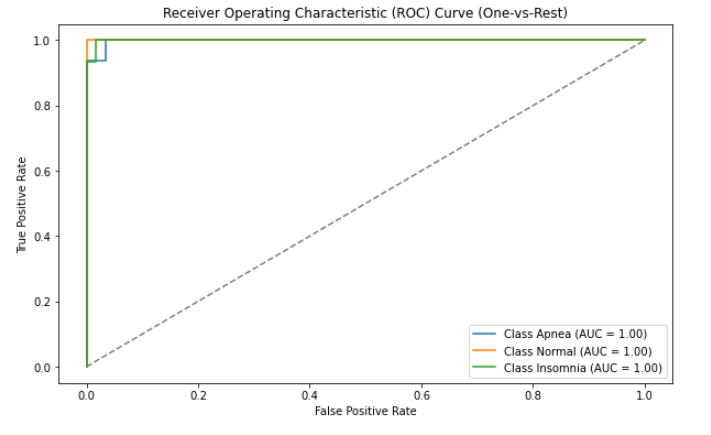 Receiver Operating Characteristic (ROC) Curve (One-vs-Rest)
True Positive Rate
1.0
0.8
0.6
0.4
0.2
0.0
Class Apnea (AUC = 1.00)
Class Normal (AUC = 1.00)
Class Insomnia (AUC = 1.00)
0.0 0.2 0.4 0.6 0.8 1.0
False Positive Rate